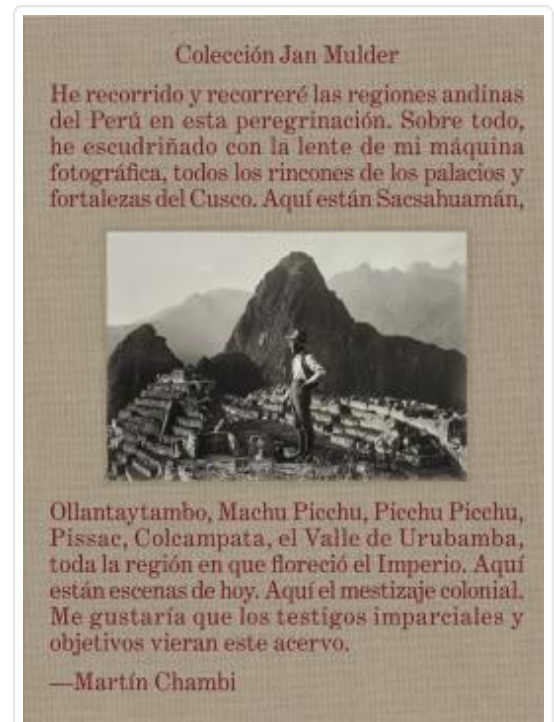 Colección Jan Mulder
He recorrido y recorreré las regiones andinas
del Perú en esta peregrinación. Sobre todo,
he escudriñado con la lente de mi máquina
fotográfica, todos los rincones de los palacios y
fortalezas del Cusco. Aquí están Sacsahuamán,
Ollantaytambo, Machu Picchu, Picchu Picchu,
Pissac, Colcampata, el Valle de Urubamba,
toda la región en que floreció el Imperio. Aquí
están escenas de hoy. Aquí el mestizaje colonial.
Me gustaría que los testigos imparciales y
objetivos vieran este acervo.
—Martín Chambi